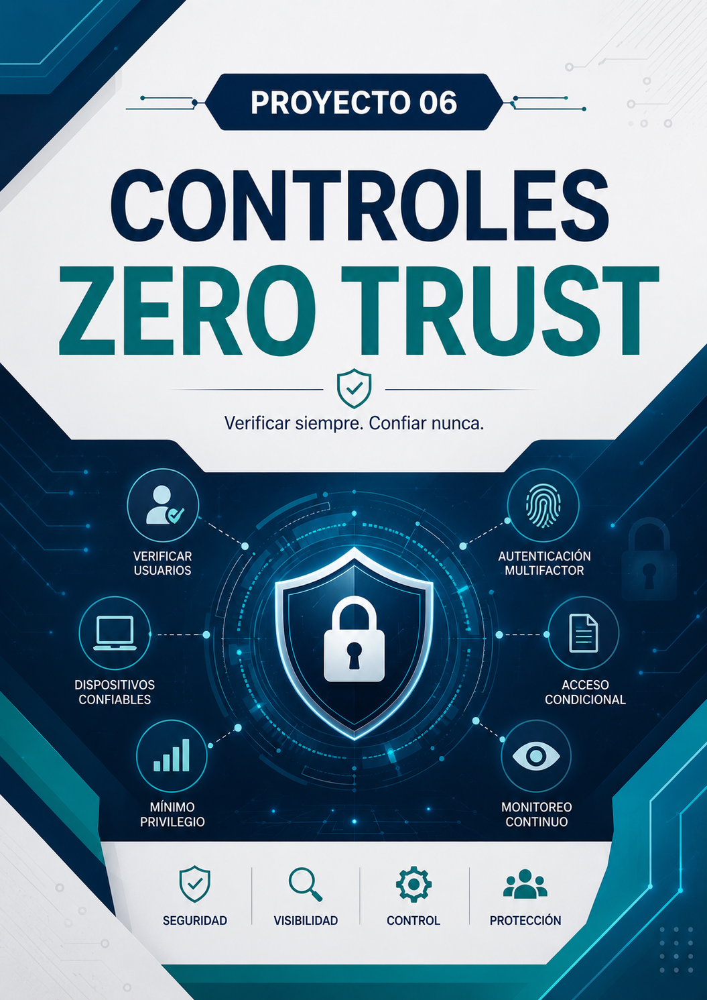 PROYECTO 06
CONTROLES
ZERO TRUST
Verificar siempre. Confiar nunca.
VERIFICAR
USUARIOS
AUTENTICACIÓN
MULTIFACTOR
DISPOSITIVOS
CONFIABLES
ACCESO
CONDICIONAL
MÍNIMO
PRIVILEGIO
MONITOREO
CONTINUO
SEGURIDAD
VISIBILIDAD
CONTROL
PROTECCIÓN